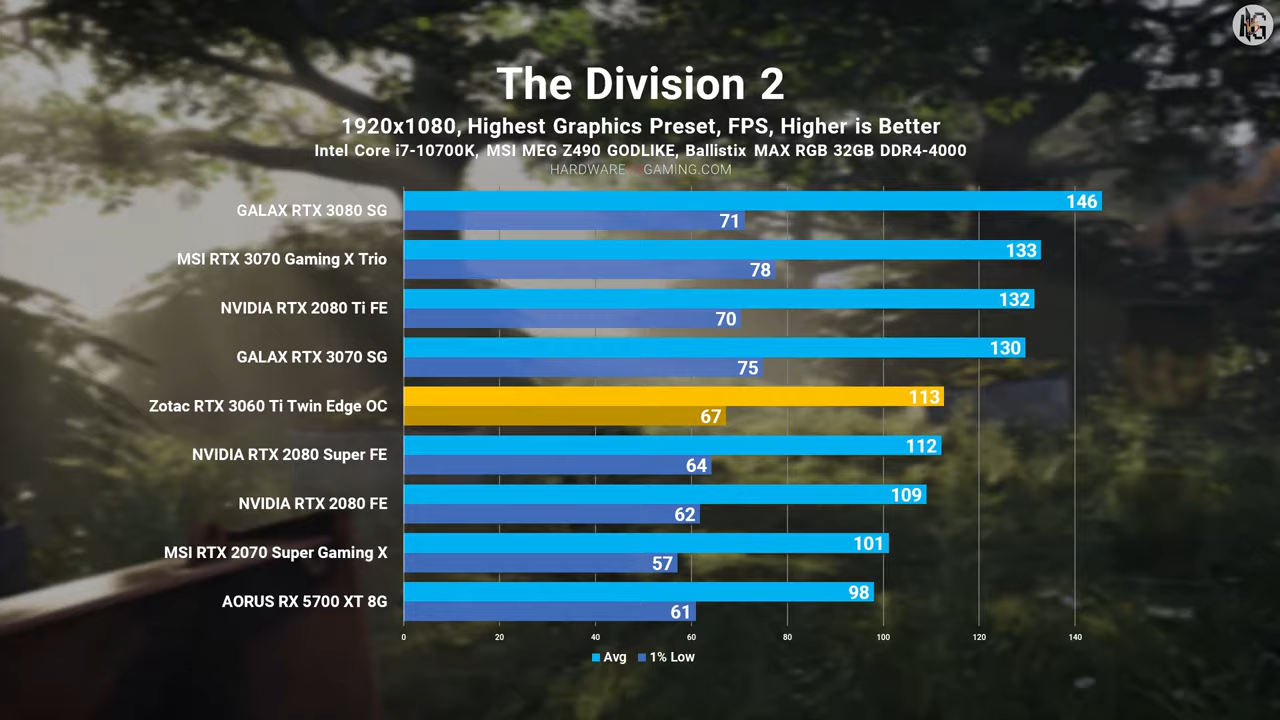 Zone 3
The Division 2
1920x1080, Highest Graphics Preset, FPS, Higher is Better
Intel Core i7-10700K, MSI MEG Z490 GODLIKE, Ballistix MAX RGB 32GB DDR4-4000
HARDWARE GAMING.COM
GALAX RTX 3080 SG 146
71
MSI RTX 3070 Gaming X Trio 133
78
NVIDIA RTX 2080 Ti FE 132
70
GALAX RTX 3070 SG 130
75
Zotac RTX 3060 Ti Twin Edge OC 113
67
NVIDIA RTX 2080 Super FE 112
64
NVIDIA RTX 2080 FE 109
62
MSI RTX 2070 Super Gaming X 101
57
AORUS RX 5700 XT 8G 98
61
0 20 40 60 80 100 120 140
Avg 1% Low